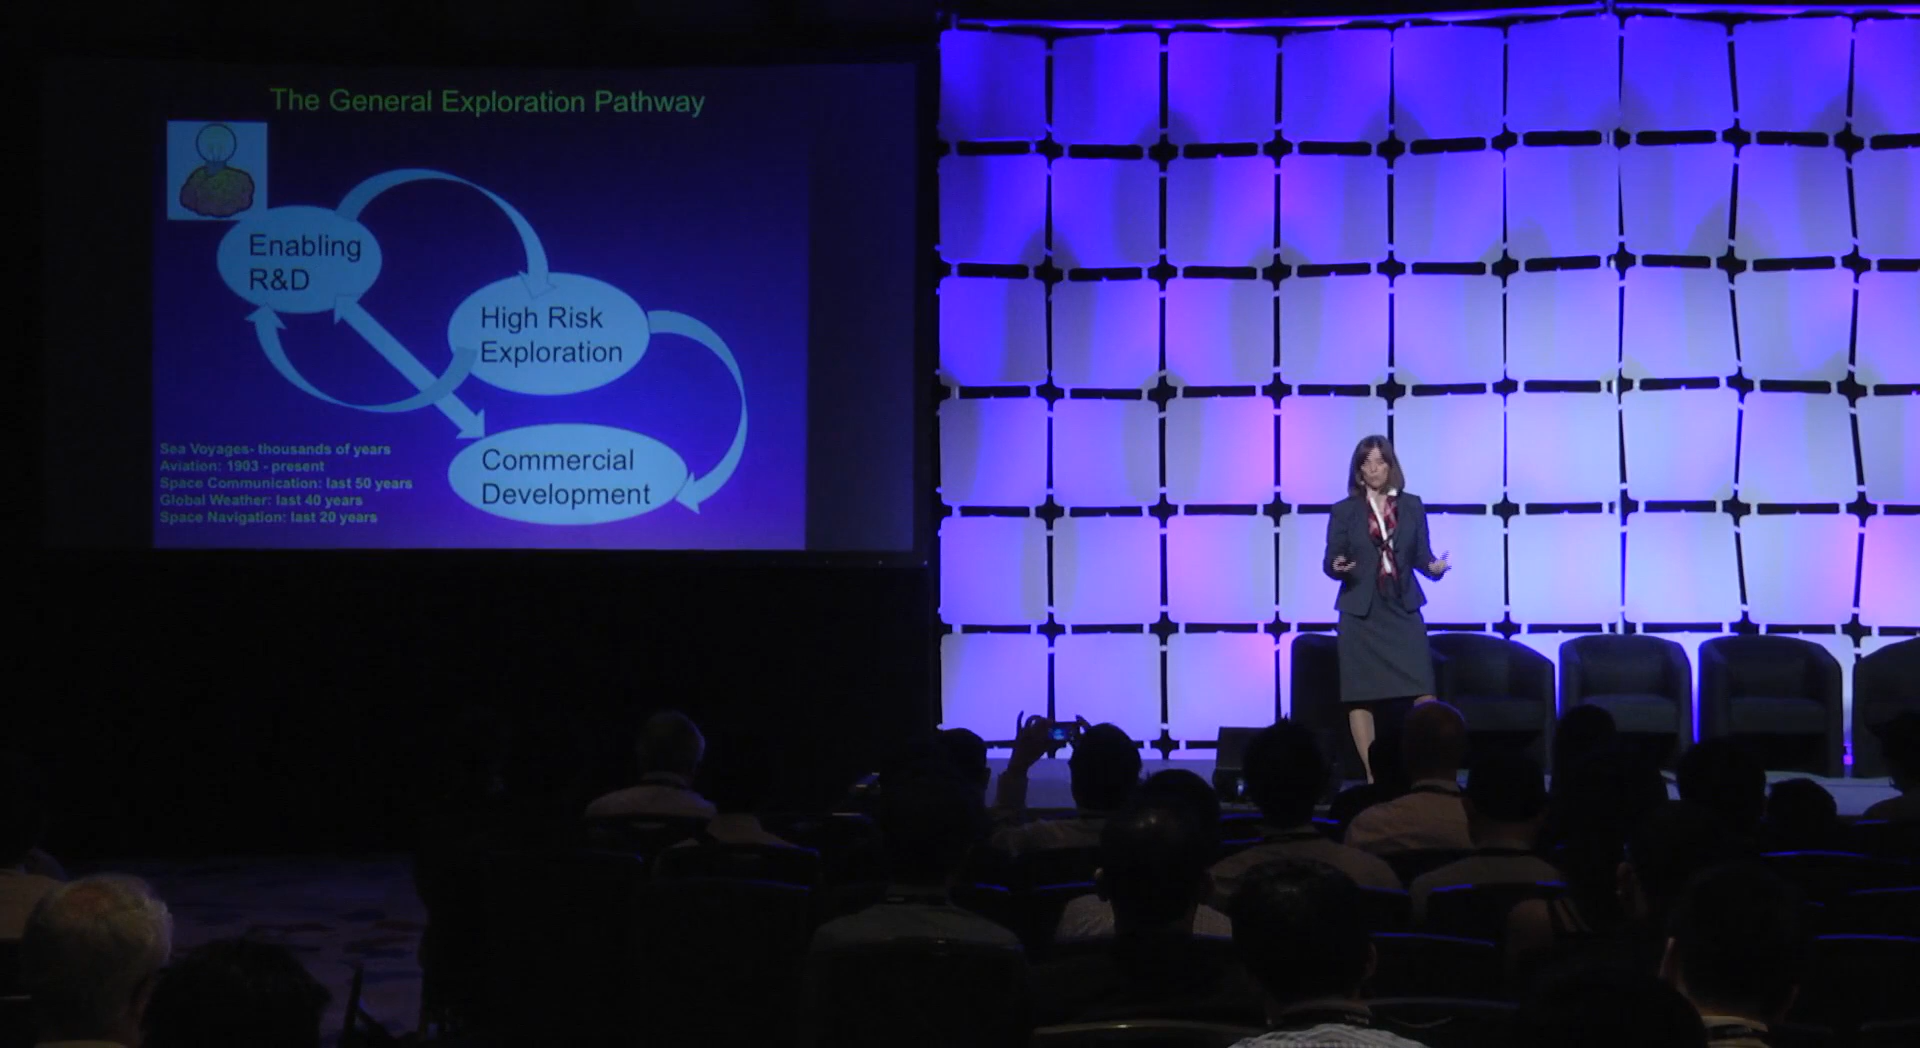 The General Exploration Pathway
Enabling
R&D
High Risk
Exploration
Commercial
Development
Sea Voyages- thousands of years
Aviation: 1903 - present
Space Communication: last 50 years
Global Weather: last 40 years
Space Navigation: last 20 years